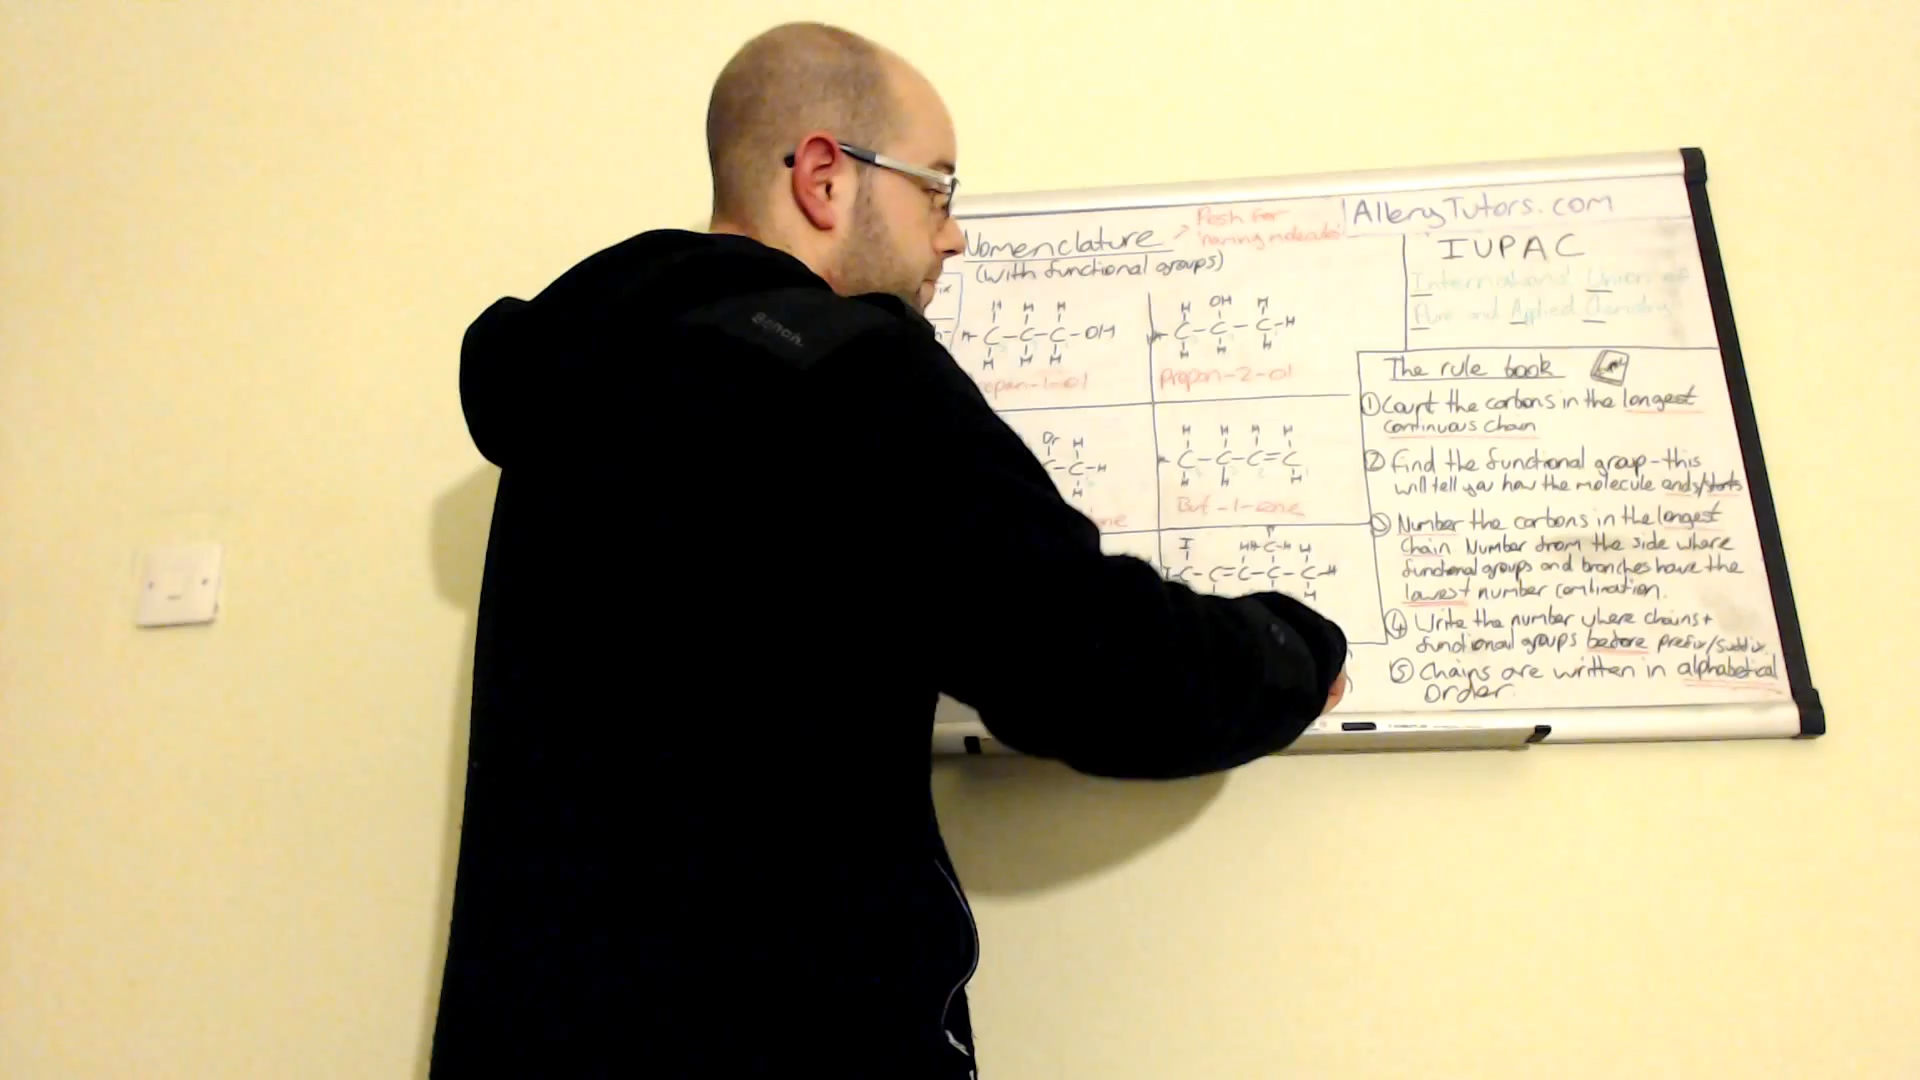 AlleryTutors.com
Nomenclature
Posh for
'naming molecules'
(with functional groups)
IUPAC
International Union of
Pure and Applied Chemistry
Bench.
H H H
C-C-C-OH
H H H
-1-ol
H OH H
C-C-C-H
H H
Propan-2-ol
Br H
C-C-H
H
H H H H
C-C-C=C
H H H
But-1-ene
I
C-C=C-C-C-H
The rule book
① Count the carbons in the longest
continuous chain
② Find the functional group - this
will tell you how the molecule ends/starts
③ Number the carbons in the longest
chain Number from the side where
functional groups and branches have the
lowest number combination.
④ Write the number where chains +
functional groups before prefix/suffix.
⑤ Chains are written in alphabetical
order.